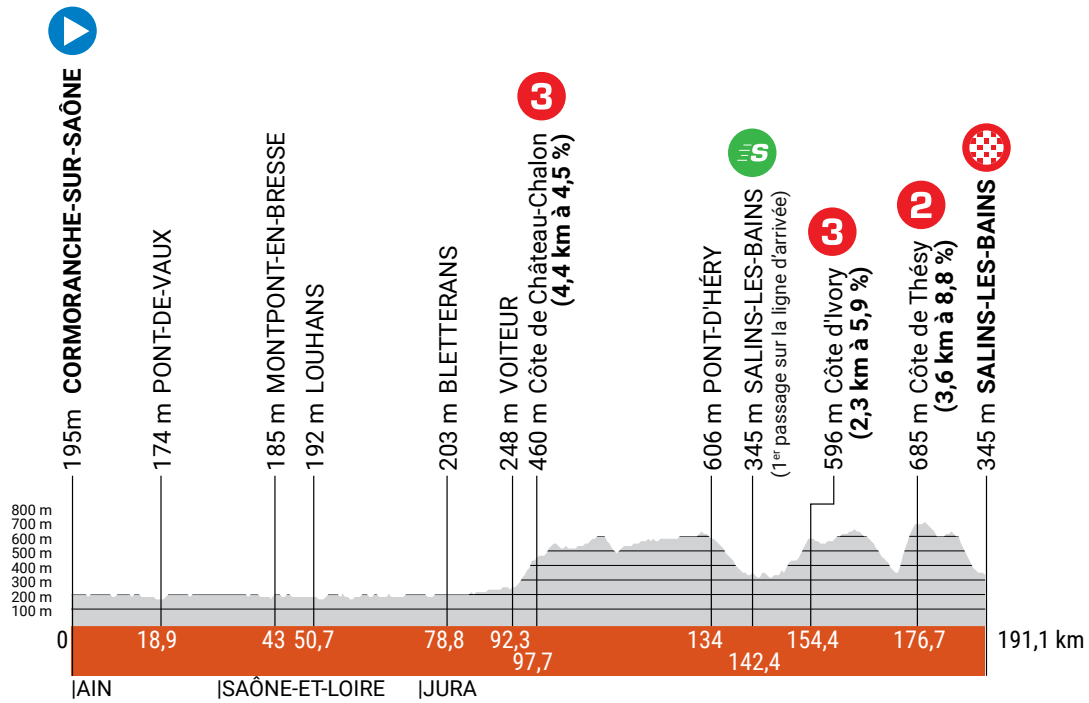 195m CORMORANCHE-SUR-SAÔNE
174 m PONT-DE-VAUX
185 m MONTPONT-EN-BRESSE
192 m LOUHANS
203 m BLETTERANS
248 m VOITEUR
3
460 m Côte de Château-Chalon
(4,4 km à 4,5 %)
606 m PONT-D'HÉRY
S
345 m SALINS-LES-BAINS
(1er passage sur la ligne d'arrivée)
3
596 m Côte d'Ivory
(2,3 km à 5,9 %)
2
685 m Côte de Thésy
(3,6 km à 8,8 %)
345 m SALINS-LES-BAINS
800 m
700 m
600 m
500 m
400 m
300 m
200 m
100 m
0 18,9 43 50,7 78,8 92,3 134 154,4 176,7 191,1 km
97,7 142,4
|AIN |SAÔNE-ET-LOIRE |JURA